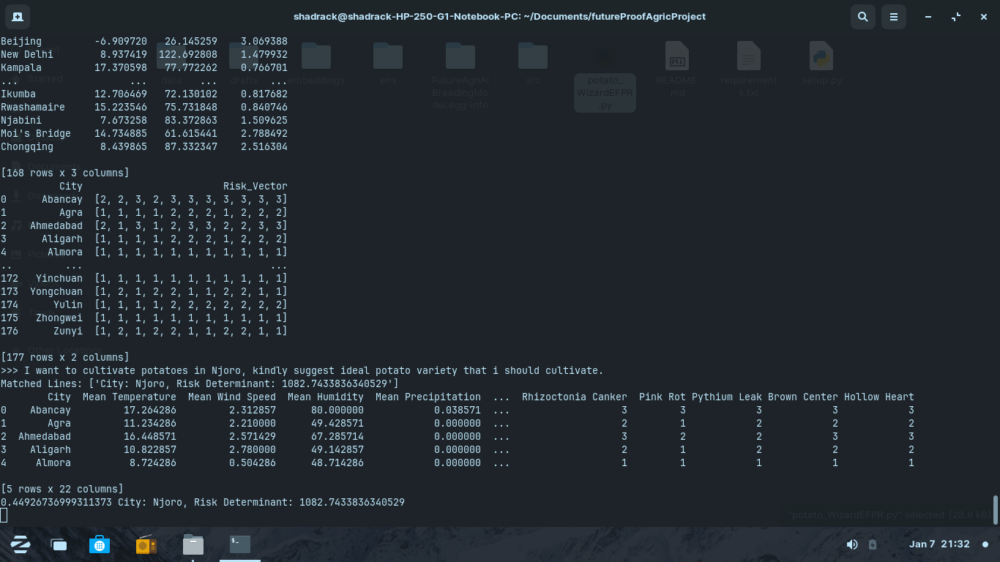 shadrack@shadrack-HP-250-G1-Notebook-PC: ~/Documents/futureProofAgricProject
Beijing -6.909720 26.145259 3.069388
New Delhi 8.937419 122.692808 1.479932
Kampala 17.370598 77.772262 0.766701
... ... ... ...
Ikumba 12.706469 72.130102 0.817682
Rwashamaire 15.223546 75.731848 0.840746
Njabini 7.673258 83.372863 1.509625
Moi's Bridge 14.734885 61.615441 2.788492
Chongqing 8.439865 87.332347 2.516304
[168 rows x 3 columns]
City Risk_Vector
0 Abancay [2, 2, 3, 2, 3, 3, 3, 3, 3, 3, 3]
1 Agra [1, 1, 1, 1, 2, 2, 2, 1, 2, 2, 2]
2 Ahmedabad [2, 1, 3, 1, 2, 3, 3, 2, 2, 3, 3]
3 Aligarh [1, 1, 1, 1, 2, 2, 2, 1, 2, 2, 2]
4 Almora [1, 1, 1, 1, 1, 1, 1, 1, 1, 1, 1]
.. ... ...
172 Yinchuan [1, 1, 1, 1, 1, 1, 1, 1, 1, 1, 1]
173 Yongchuan [1, 2, 1, 2, 2, 1, 1, 2, 2, 1, 1]
174 Yulin [1, 1, 1, 1, 2, 2, 2, 2, 2, 2, 2]
175 Zhongwei [1, 1, 1, 1, 1, 1, 1, 1, 1, 1, 1]
176 Zunyi [1, 2, 1, 2, 2, 1, 1, 2, 2, 1, 1]
[177 rows x 2 columns]
>>> I want to cultivate potatoes in Njoro, kindly suggest ideal potato variety that i should cultivate.
Matched Lines: ['City: Njoro, Risk Determinant: 1082.7433836340529']
City Mean Temperature Mean Wind Speed Mean Humidity Mean Precipitation ... Rhizoctonia Canker Pink Rot Pythium Leak Brown Center Hollow Heart
0 Abancay 17.264286 2.312857 80.000000 0.038571 ... 3 3 3 3 3
1 Agra 11.234286 2.210000 49.428571 0.000000 ... 2 1 2 2 2
2 Ahmedabad 16.448571 2.571429 67.285714 0.000000 ... 3 2 2 3 3
3 Aligarh 10.822857 2.780000 49.142857 0.000000 ... 2 1 2 2 2
4 Almora 8.724286 0.504286 48.714286 0.000000 ... 1 1 1 1 1
[5 rows x 22 columns]
0.44926736999311373 City: Njoro, Risk Determinant: 1082.7433836340529
data
drafts
embeddings
env
FutureAgriAi
BreedingMo
del.egg-info
src
potato_
WizardEFPR
.py
README.
md
requirement
s.txt
setup.py
Starred
"potato_WizardEFPR.py" selected (28.9 kB)
Jan 7 21:32